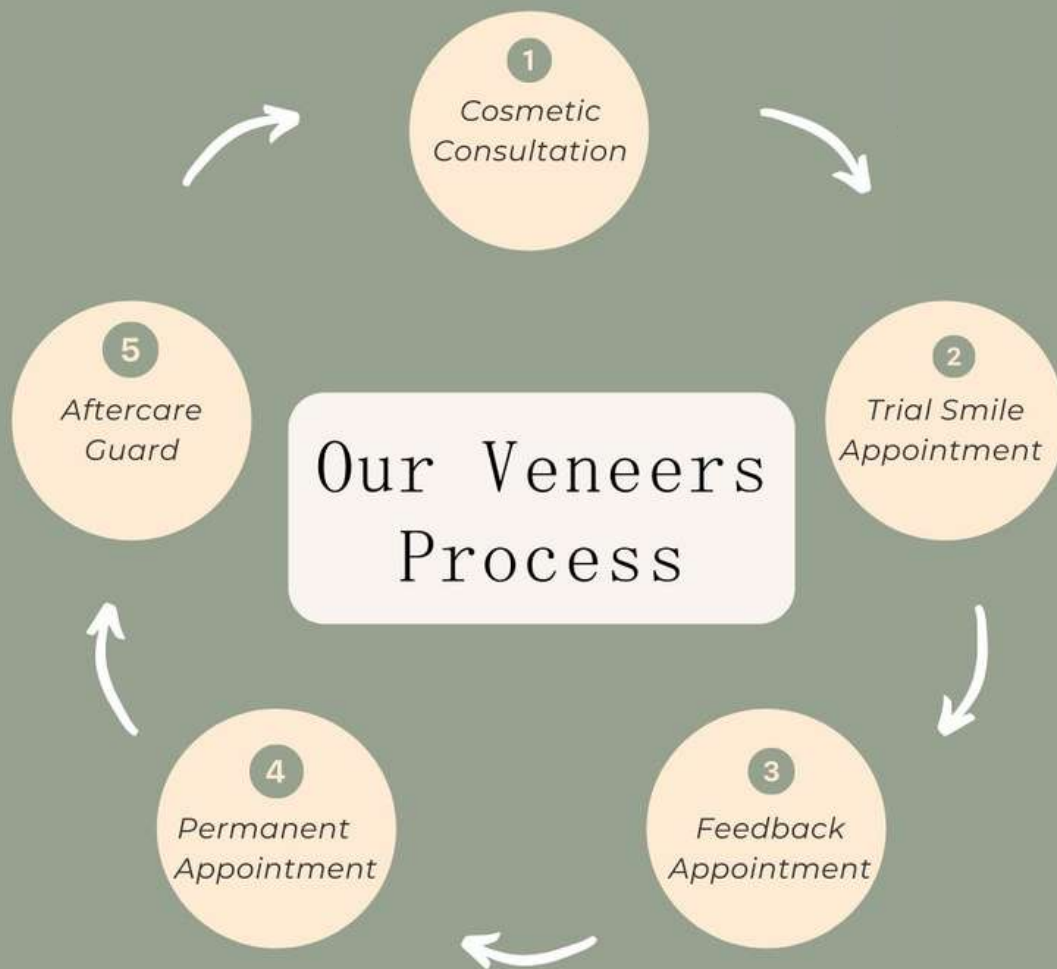 Our Veneers
Process
1
Cosmetic
Consultation
2
Trial Smile
Appointment
3
Feedback
Appointment
4
Permanent
Appointment
5
Aftercare
Guard